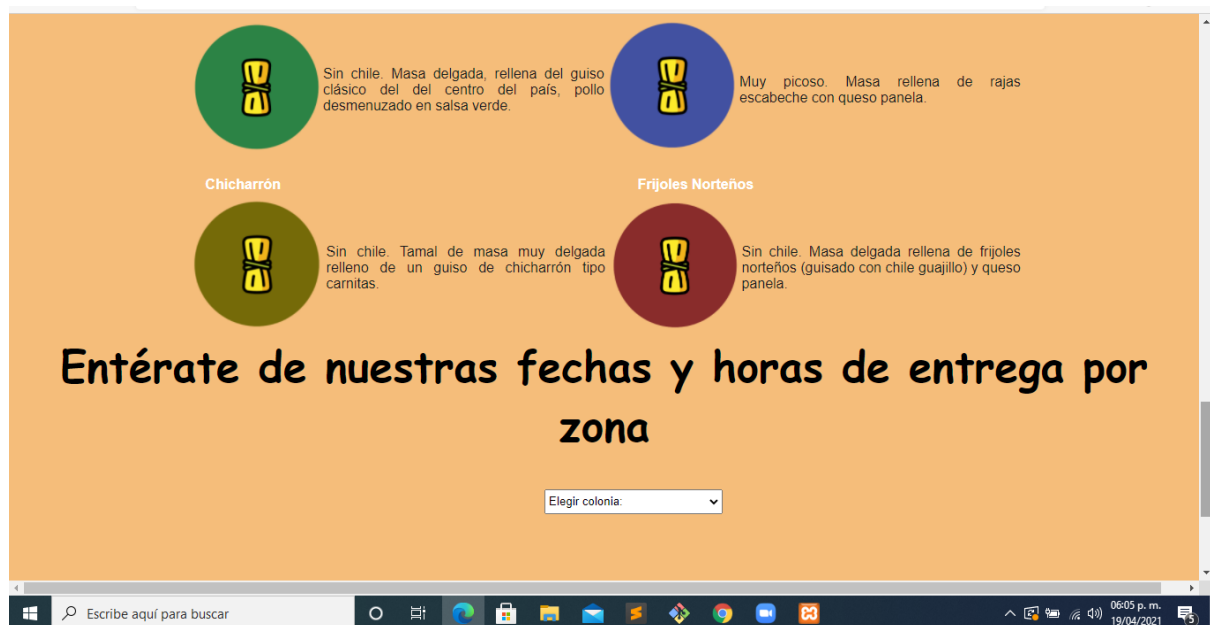 Sin chile. Masa delgada, rellena del guiso
clásico del del centro del país, pollo
desmenuzado en salsa verde.
Muy picoso. Masa rellena de rajas
escabeche con queso panela.
Chicharrón
Frijoles Norteños
Sin chile. Tamal de masa muy delgada
relleno de un guiso de chicharrón tipo
carnitas.
Sin chile. Masa delgada rellena de frijoles
norteños (guisado con chile guajillo) y queso
panela.
Entérate de nuestras fechas y horas de entrega por
zona
Elegir colonia:
Escribe aquí para buscar
06:05 p. m.
19/04/2021
5